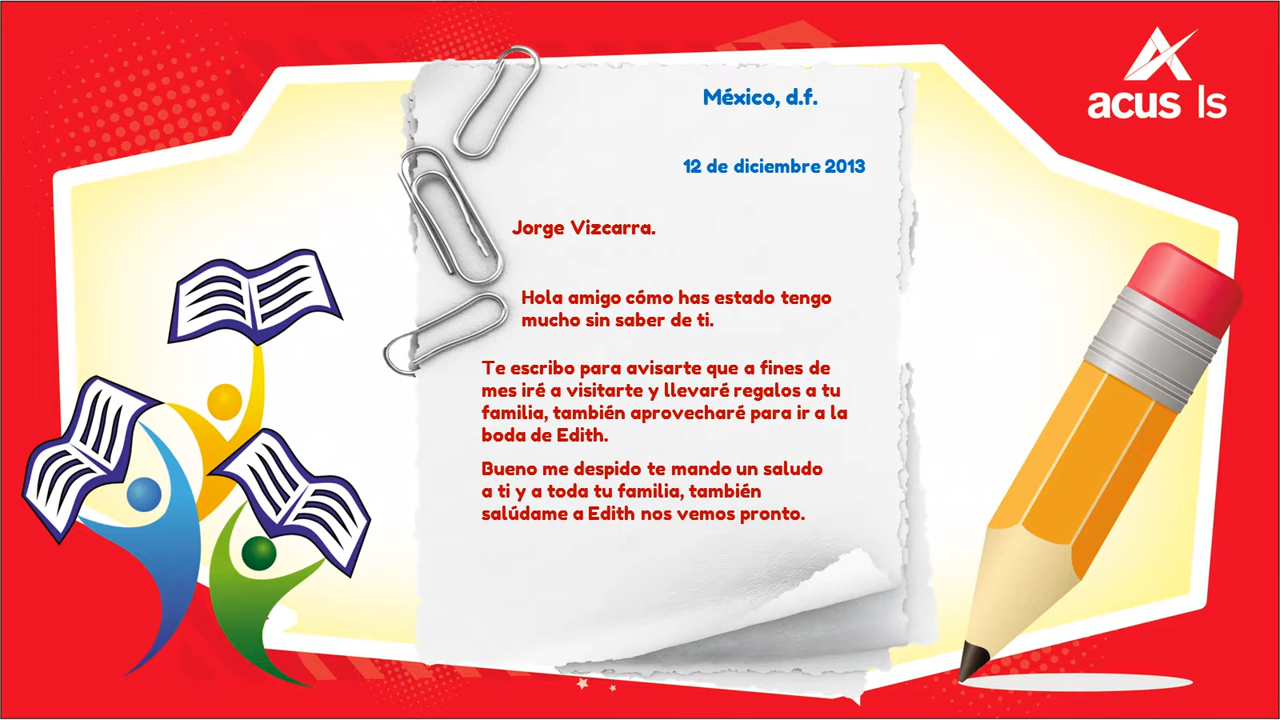 acus ls
México, d.f.
12 de diciembre 2013
Jorge Vizcarra.
Hola amigo cómo has estado tengo
mucho sin saber de ti.
Te escribo para avisarte que a fines de
mes iré a visitarte y llevaré regalos a tu
familia, también aprovecharé para ir a la
boda de Edith.
Bueno me despido te mando un saludo
a ti y a toda tu familia, también
salúdame a Edith nos vemos pronto.